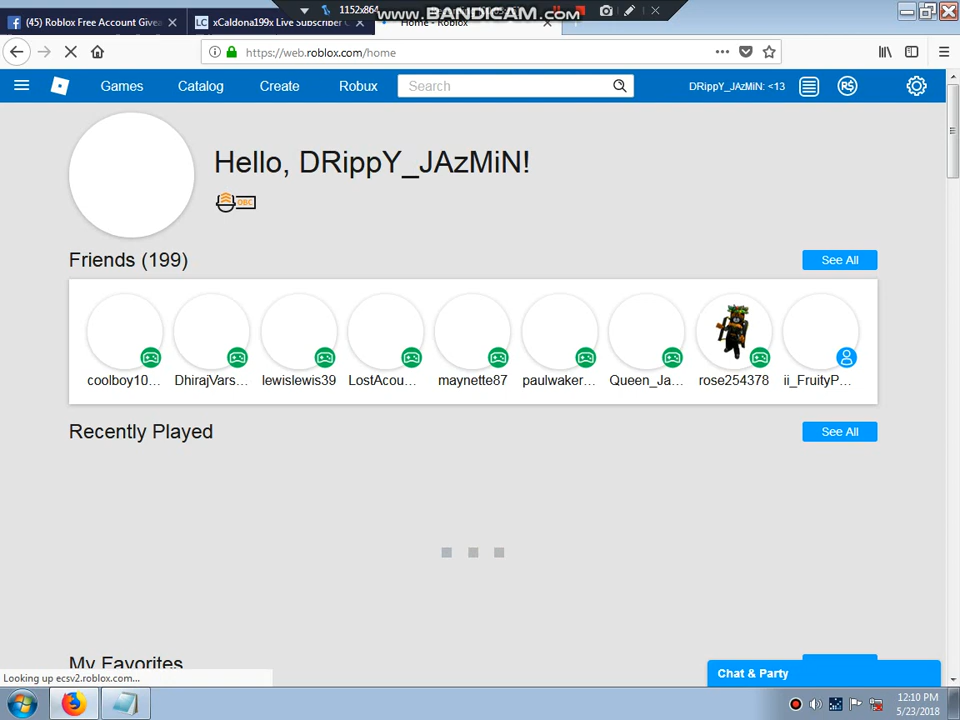 (45) Roblox Free Account Givea
xCaldona199x Live Subscriber C
1152x864
www.BANDICAM.com
Home - Roblox
https://web.roblox.com/home
Games
Catalog
Create
Robux
Search
DRippY_JAzMiN: <13
R$
Hello, DRippY_JAzMiN!
OBC
Friends (199)
See All
coolboy10...
DhirajVars...
lewislewis39
LostAcou...
maynette87
paulwaker...
Queen_Ja...
rose254378
ii_FruityP...
Recently Played
See All
My Favorites
Looking up ecsv2.roblox.com...
Chat & Party
12:10 PM
5/23/2018